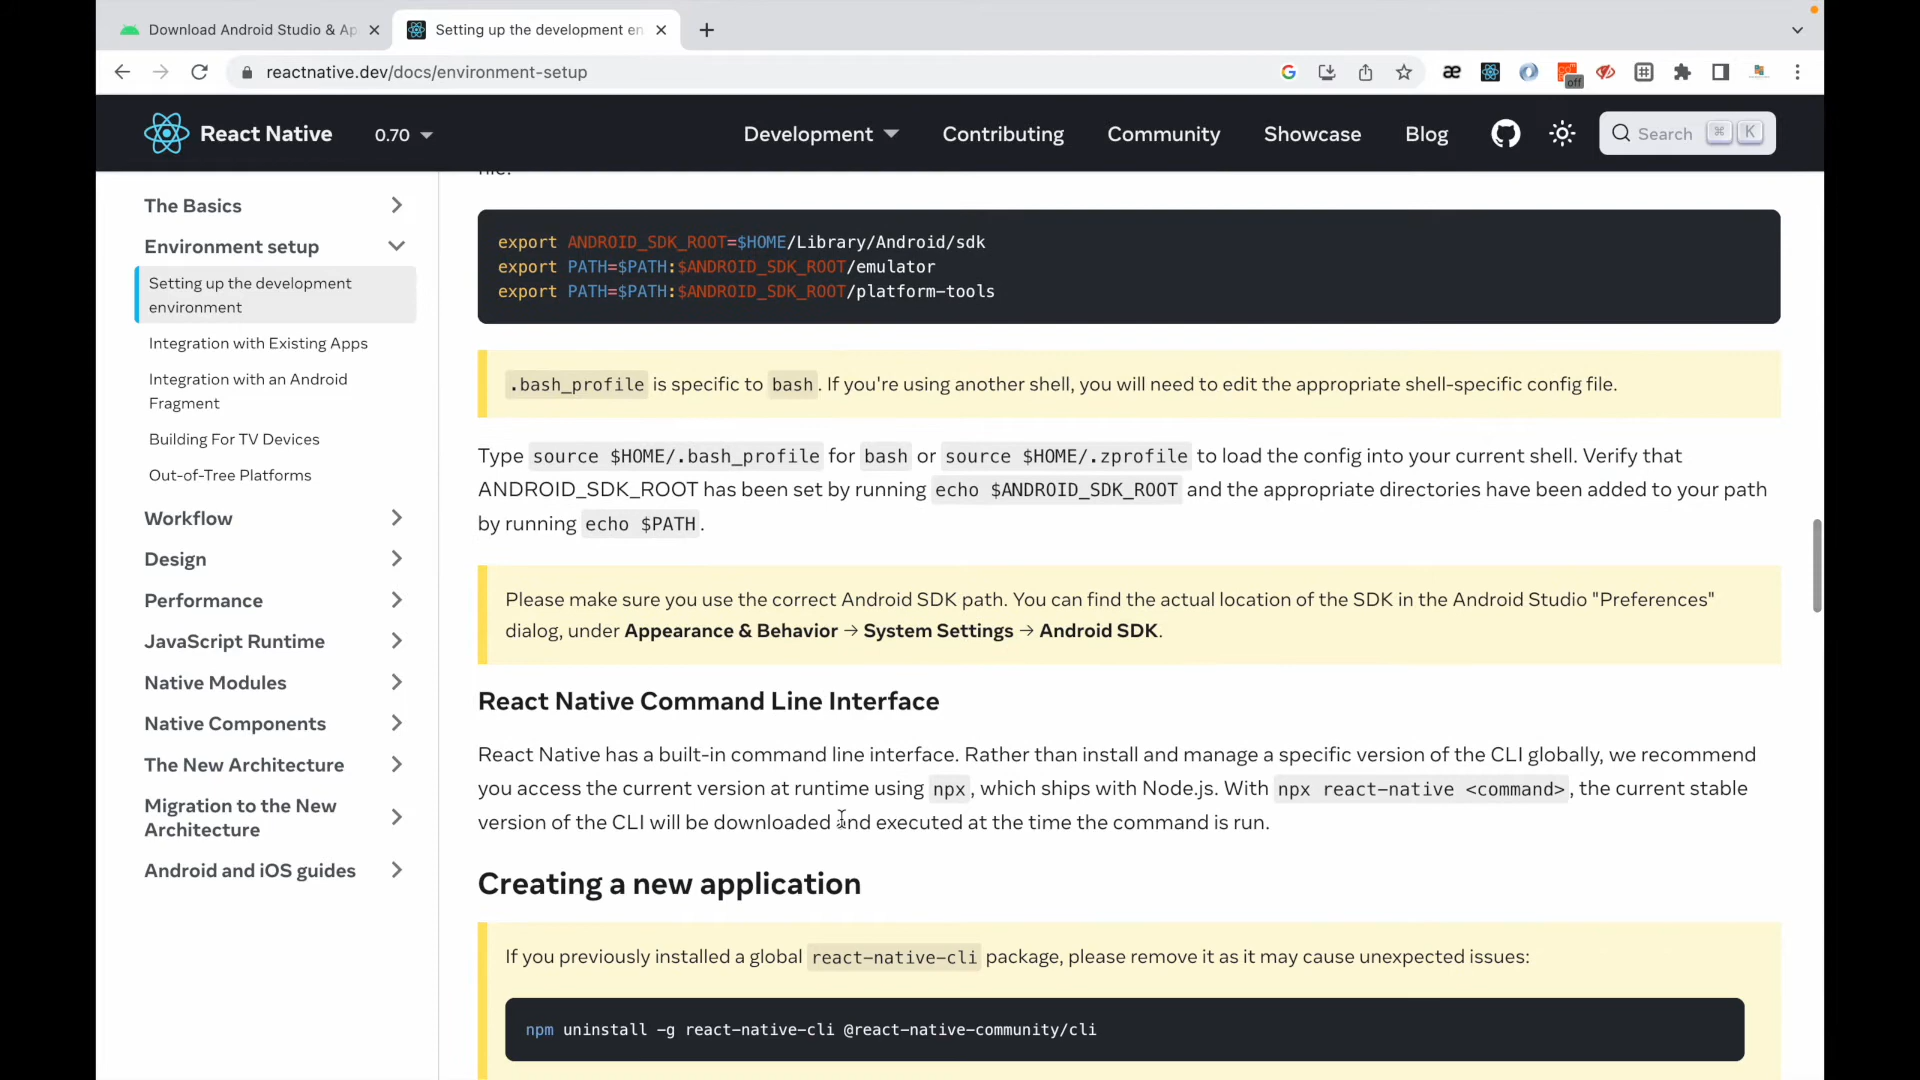 Download Android Studio & Ap
Setting up the development en
reactnative.dev/docs/environment-setup
off
React Native
0.70
Development
Contributing
Community
Showcase
Blog
Search ⌘ K
The Basics
Environment setup
Setting up the development
environment
Integration with Existing Apps
Integration with an Android
Fragment
Building For TV Devices
Out-of-Tree Platforms
Workflow
Design
Performance
JavaScript Runtime
Native Modules
Native Components
The New Architecture
Migration to the New
Architecture
Android and iOS guides
file.
export ANDROID_SDK_ROOT=$HOME/Library/Android/sdk
export PATH=$PATH:$ANDROID_SDK_ROOT/emulator
export PATH=$PATH:$ANDROID_SDK_ROOT/platform-tools
.bash_profile is specific to bash. If you're using another shell, you will need to edit the appropriate shell-specific config file.
Type source $HOME/.bash_profile for bash or source $HOME/.zprofile to load the config into your current shell. Verify that
ANDROID_SDK_ROOT has been set by running echo $ANDROID_SDK_ROOT and the appropriate directories have been added to your path
by running echo $PATH.
Please make sure you use the correct Android SDK path. You can find the actual location of the SDK in the Android Studio "Preferences"
dialog, under Appearance & Behavior → System Settings → Android SDK.
React Native Command Line Interface
React Native has a built-in command line interface. Rather than install and manage a specific version of the CLI globally, we recommend
you access the current version at runtime using npx, which ships with Node.js. With npx react-native <command>, the current stable
version of the CLI will be downloaded and executed at the time the command is run.
Creating a new application
If you previously installed a global react-native-cli package, please remove it as it may cause unexpected issues:
npm uninstall -g react-native-cli @react-native-community/cli